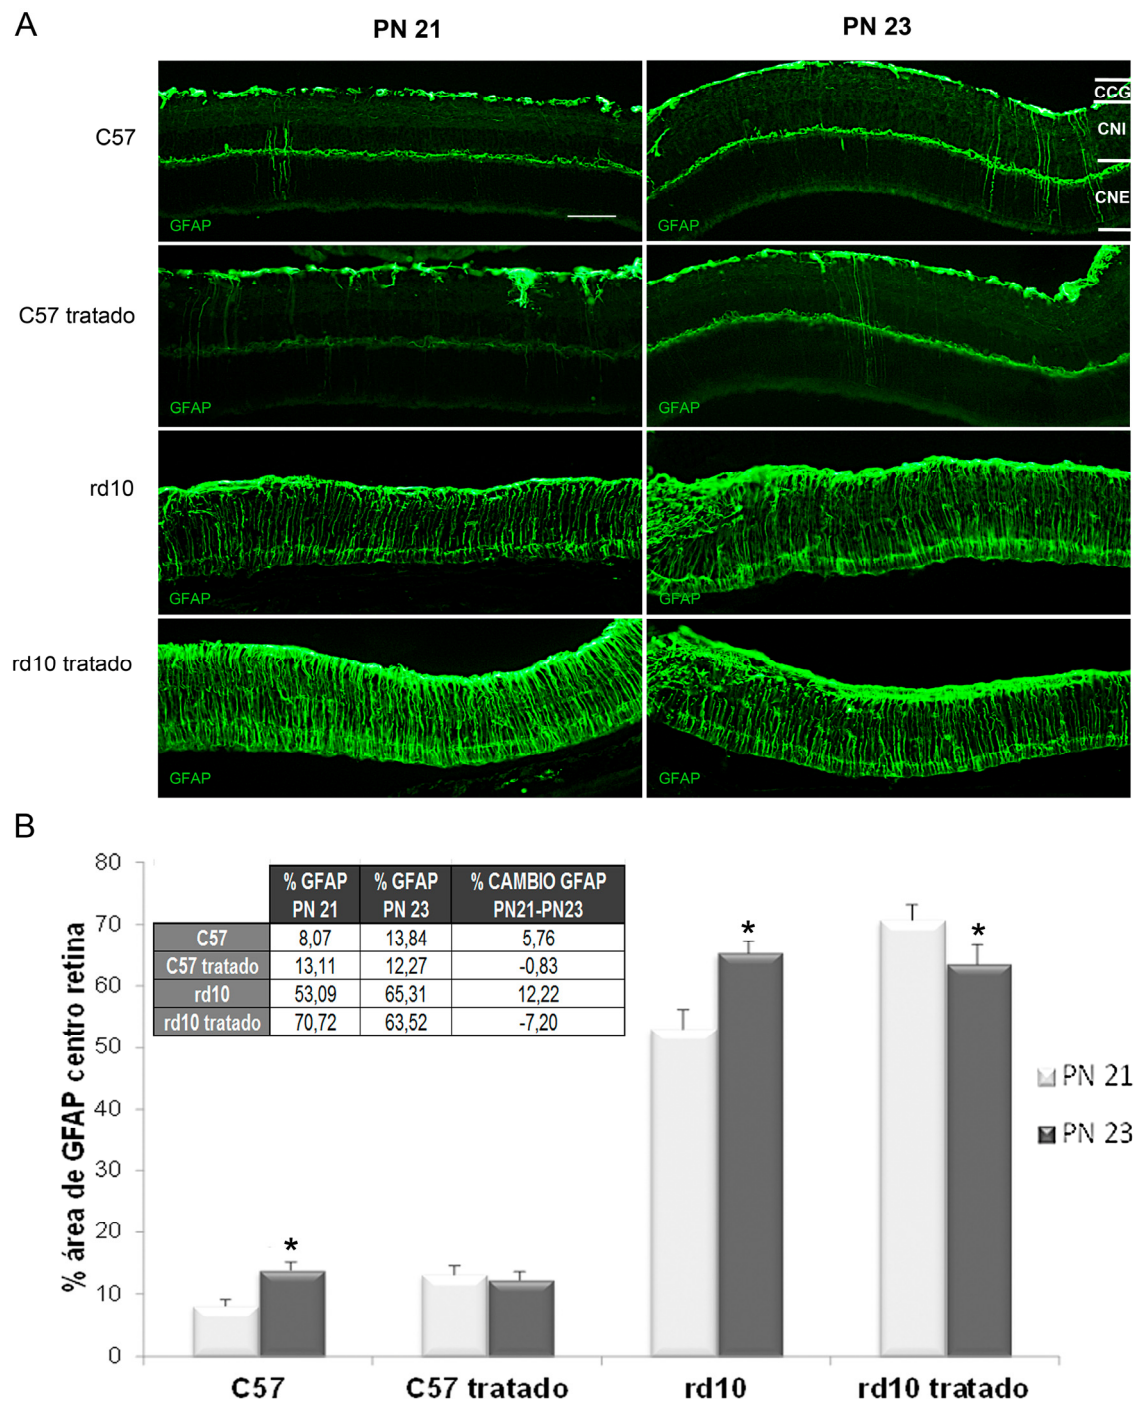 A
PN 21
PN 23
C57
CCG
CNI
CNE
GFAP
GFAP
C57 tratado
GFAP
GFAP
rd10
GFAP
GFAP
rd10 tratado
GFAP
GFAP
B
% área de GFAP centro retina
80
70
60
50
40
30
20
10
0
% GFAP PN 21 % GFAP PN 23 % CAMBIO GFAP PN21-PN23
C57 8,07 13,84 5,76
C57 tratado 13,11 12,27 -0,83
rd10 53,09 65,31 12,22
rd10 tratado 70,72 63,52 -7,20
*
*
*
PN 21
PN 23
C57 C57 tratado rd10 rd10 tratado